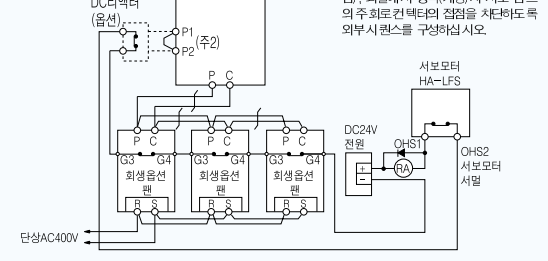 DC리액터
(옵션)
P1
P2
(주2)
P C
의 주회로 컨텍터의 접점을 차단하도록
외부시퀀스를 구성하십시오.
서보모터
HA-LFS
DC24V
전원
OHS1
OHS2
서보모터
서멀
+
-
RA
P C
P C
P C
G3 G4
G3 G4
G3 G4
회생옵션
팬
회생옵션
팬
회생옵션
팬
R S
R S
R S
단상AC400V